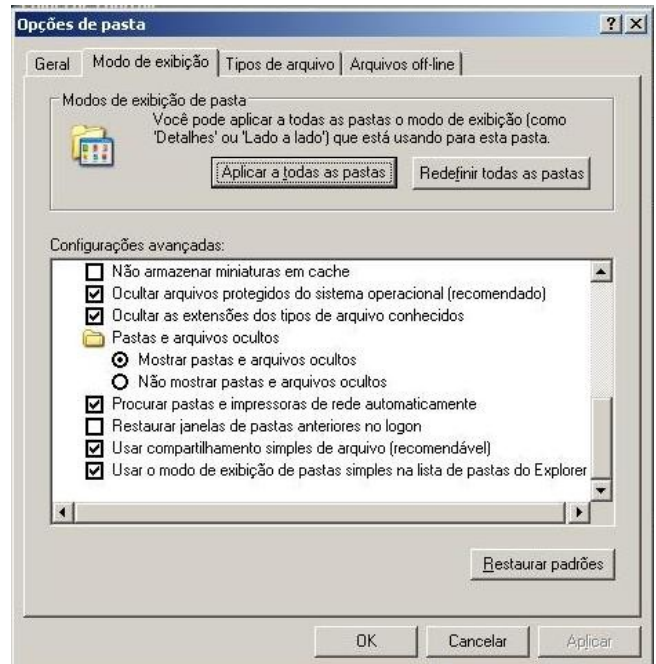 Opções de pasta
Geral
Modo de exibição
Tipos de arquivo
Arquivos off-line
Modos de exibição de pasta
Você pode aplicar a todas as pastas o modo de exibição (como
'Detalhes' ou 'Lado a lado') que está usando para esta pasta.
Aplicar a todas as pastas
Redefinir todas as pastas
Configurações avançadas:
Não armazenar miniaturas em cache
Ocultar arquivos protegidos do sistema operacional (recomendado)
Ocultar as extensões dos tipos de arquivo conhecidos
Pastas e arquivos ocultos
Mostrar pastas e arquivos ocultos
Não mostrar pastas e arquivos ocultos
Procurar pastas e impressoras de rede automaticamente
Restaurar janelas de pastas anteriores no logon
Usar compartilhamento simples de arquivo (recomendável)
Usar o modo de exibição de pastas simples na lista de pastas do Explorer
Restaurar padrões
OK
Cancelar
Aplicar